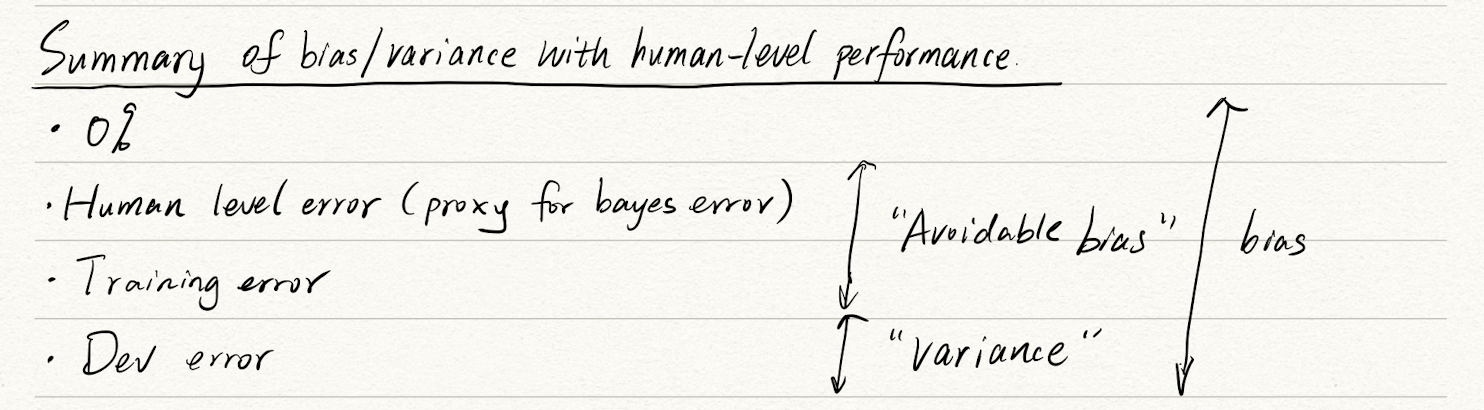 Summary of bias/variance with human-level performance.
• 0%
• Human level error (proxy for bayes error)
"Avoidable bias"
bias
• Training error
• Dev error
"variance"